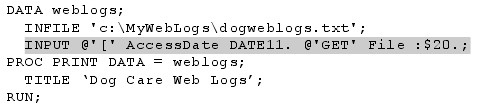 DATA weblogs;
INFILE 'c:\MyWebLogs\dogweblogs.txt';
INPUT @'[' AccessDate DATE11. @'GET' File :$20.;
PROC PRINT DATA = weblogs;
TITLE ‘Dog Care Web Logs’;
RUN;